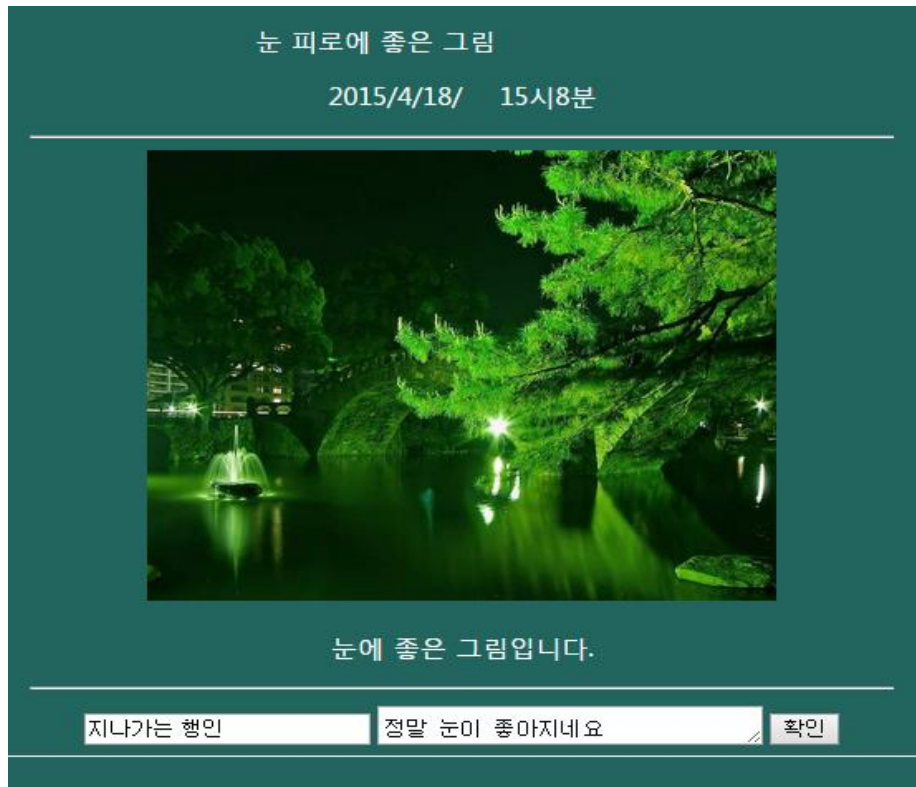 눈 피로에 좋은 그림
2015/4/18/ 15시8분
눈에 좋은 그림입니다.
지나가는 행인 정말 눈이 좋아지네요 확인